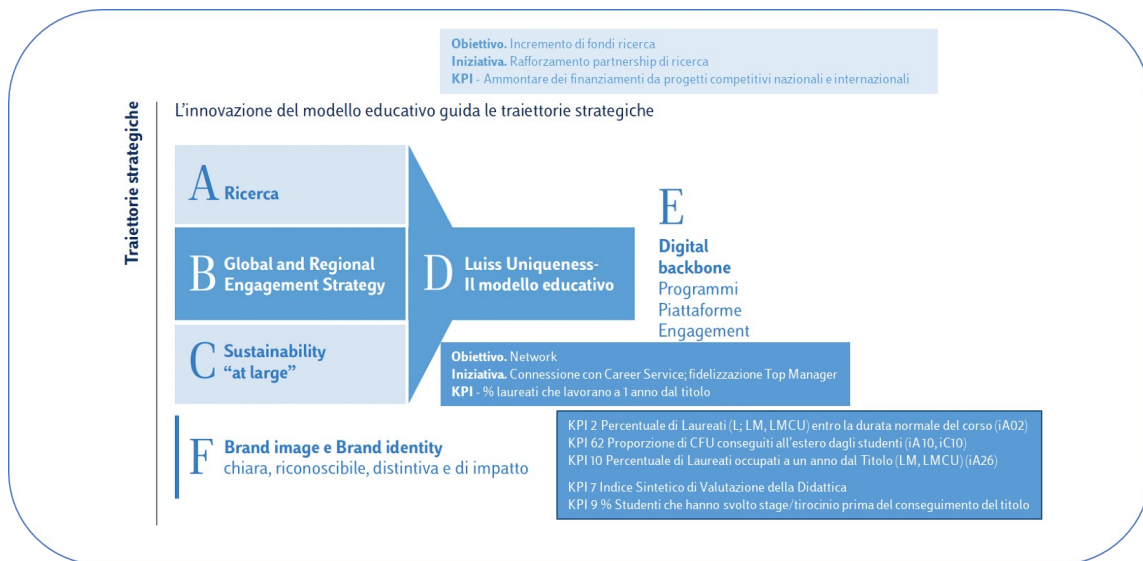 Obiettivo. Incremento di fondi ricerca
Iniziativa. Rafforzamento partnership di ricerca
KPI - Ammontare dei finanziamenti da progetti competitivi nazionali e internazionali
Traiettorie strategiche
L’innovazione del modello educativo guida le traiettorie strategiche
A Ricerca
B Global and Regional
Engagement Strategy
C Sustainability
“at large”
D Luiss Uniqueness-
Il modello educativo
E
Digital
backbone
Programmi
Piattaforme
Engagement
Obiettivo. Network
Iniziativa. Connessione con Career Service; fidelizzazione Top Manager
KPI - % laureati che lavorano a 1 anno dal titolo
F Brand image e Brand identity
chiara, riconoscibile, distintiva e di impatto
KPI 2 Percentuale di Laureati (L; LM, LMCU) entro la durata normale del corso (iA02)
KPI 62 Proporzione di CFU conseguiti all’estero dagli studenti (iA10, iC10)
KPI 10 Percentuale di Laureati occupati a un anno dal Titolo (LM, LMCU) (iA26)
KPI 7 Indice Sintetico di Valutazione della Didattica
KPI 9 % Studenti che hanno svolto stage/tirocinio prima del conseguimento del titolo